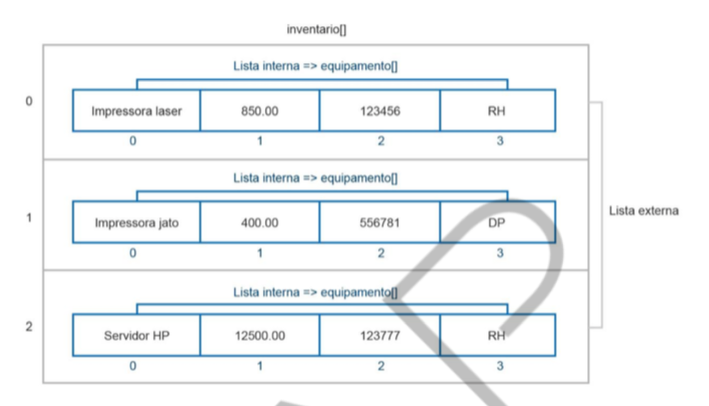 inventario[]
Lista interna => equipamento[]
0 Impressora laser 850.00 123456 RH
0 1 2 3
Lista interna => equipamento[]
1 Impressora jato 400.00 556781 DP
0 1 2 3
Lista externa
Lista interna => equipamento[]
2 Servidor HP 12500.00 123777 RH
0 1 2 3